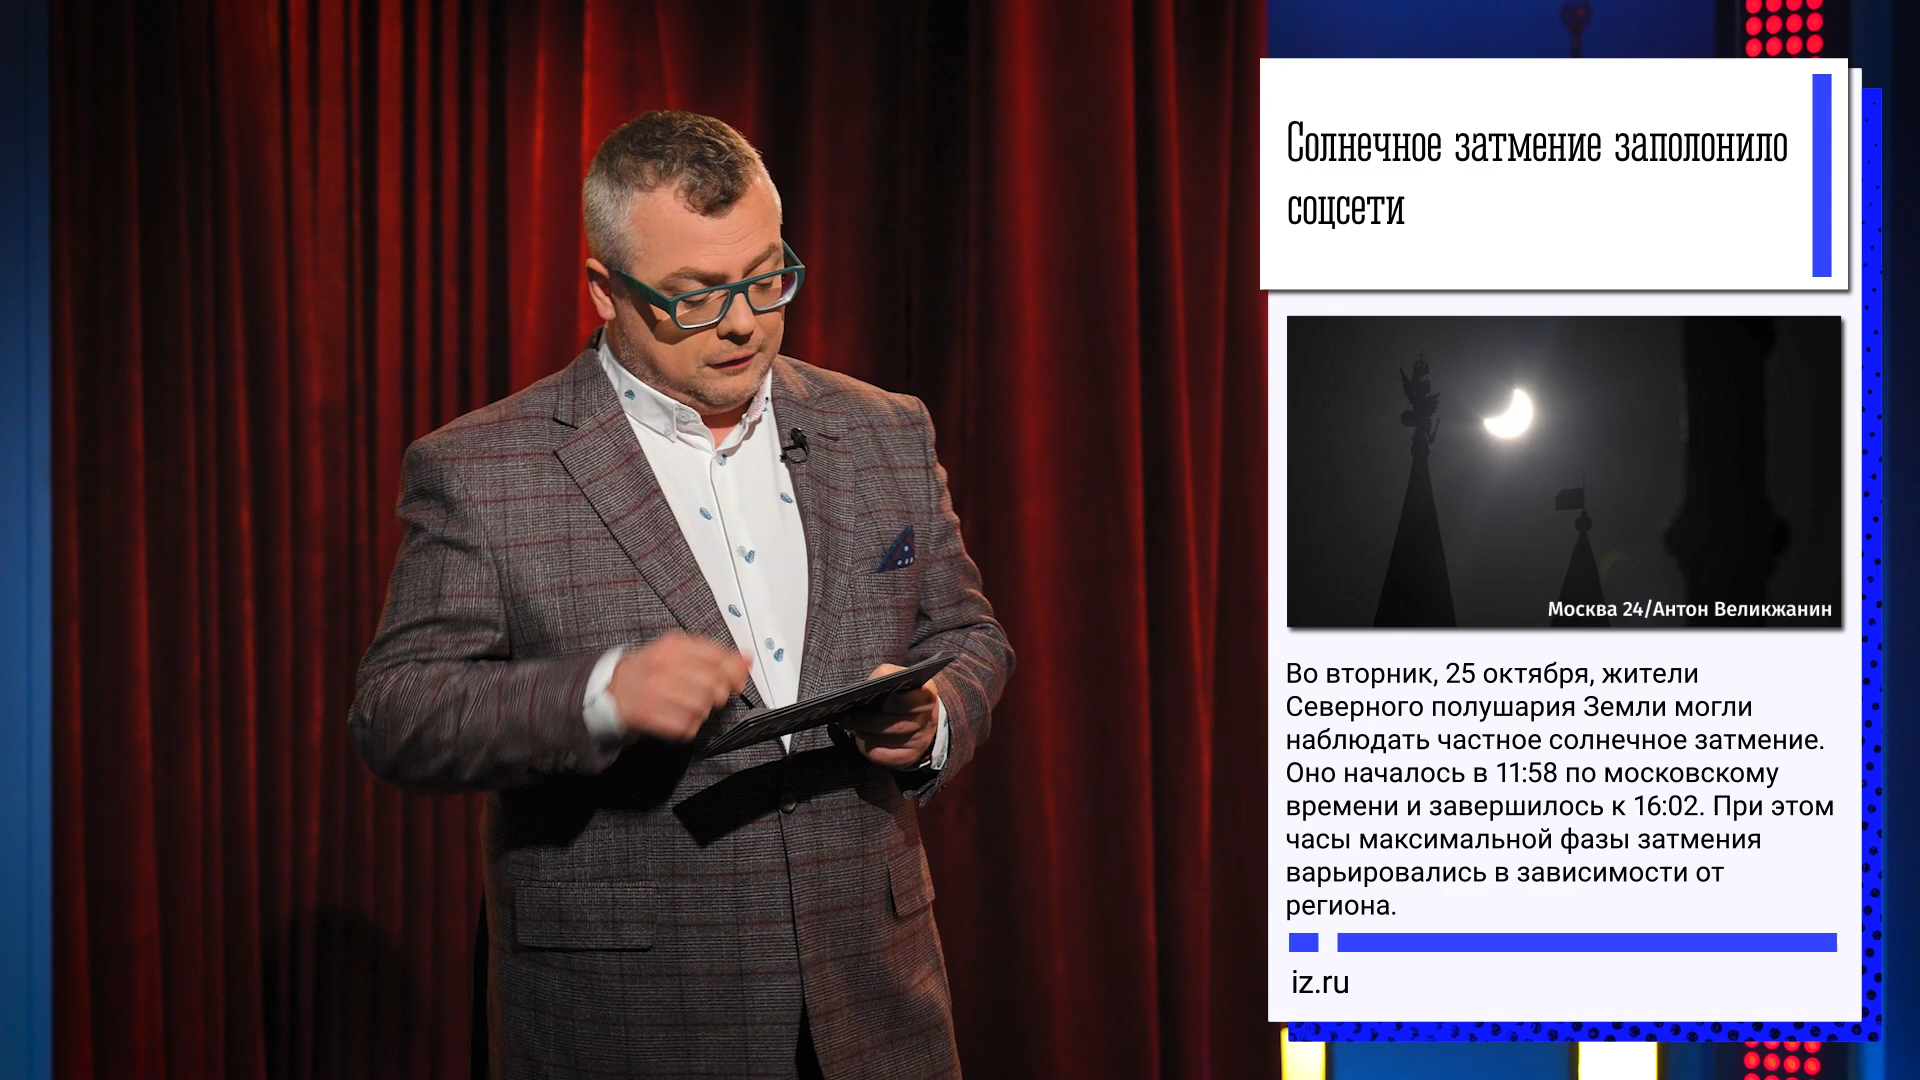 Солнечное затмение заполонило
соцсети
Москва 24/Антон Великжанин
Во вторник, 25 октября, жители
Северного полушария Земли могли
наблюдать частное солнечное затмение.
Оно началось в 11:58 по московскому
времени и завершилось к 16:02. При этом
часы максимальной фазы затмения
варьировались в зависимости от
региона.
iz.ru